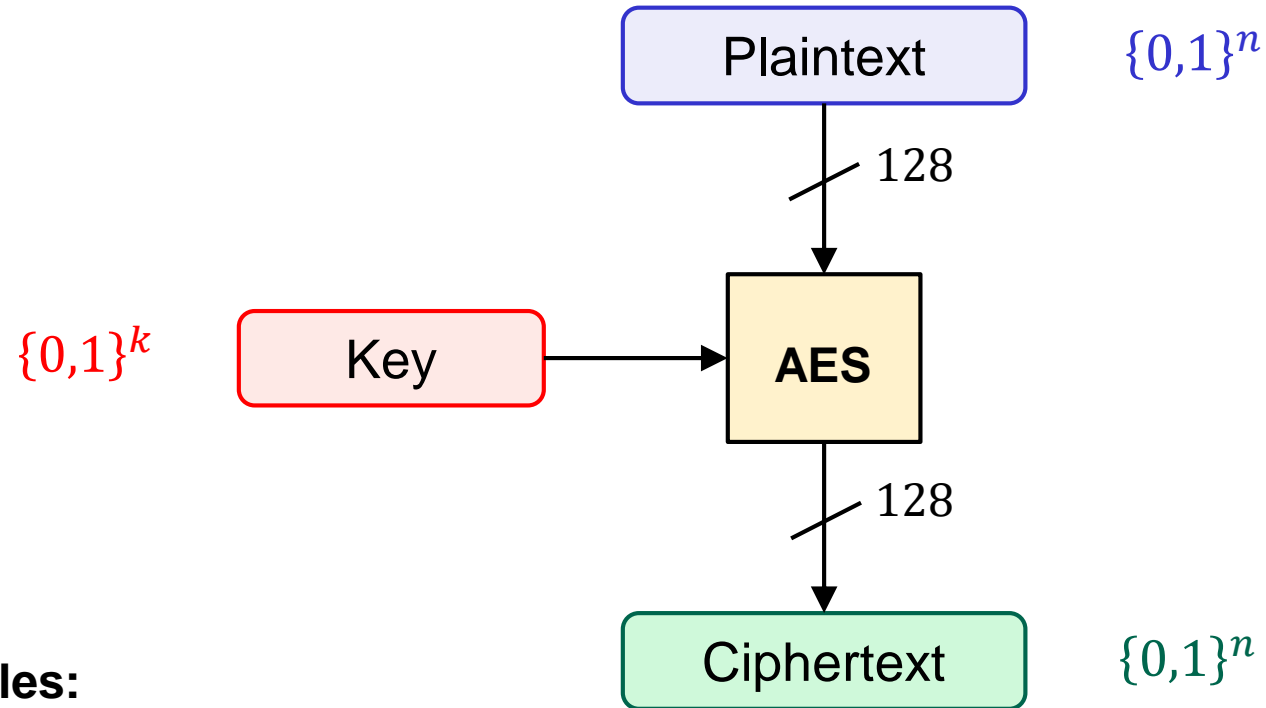 Plaintext {0,1}^n
128
{0,1}^k Key AES
128
Ciphertext {0,1}^n
les: